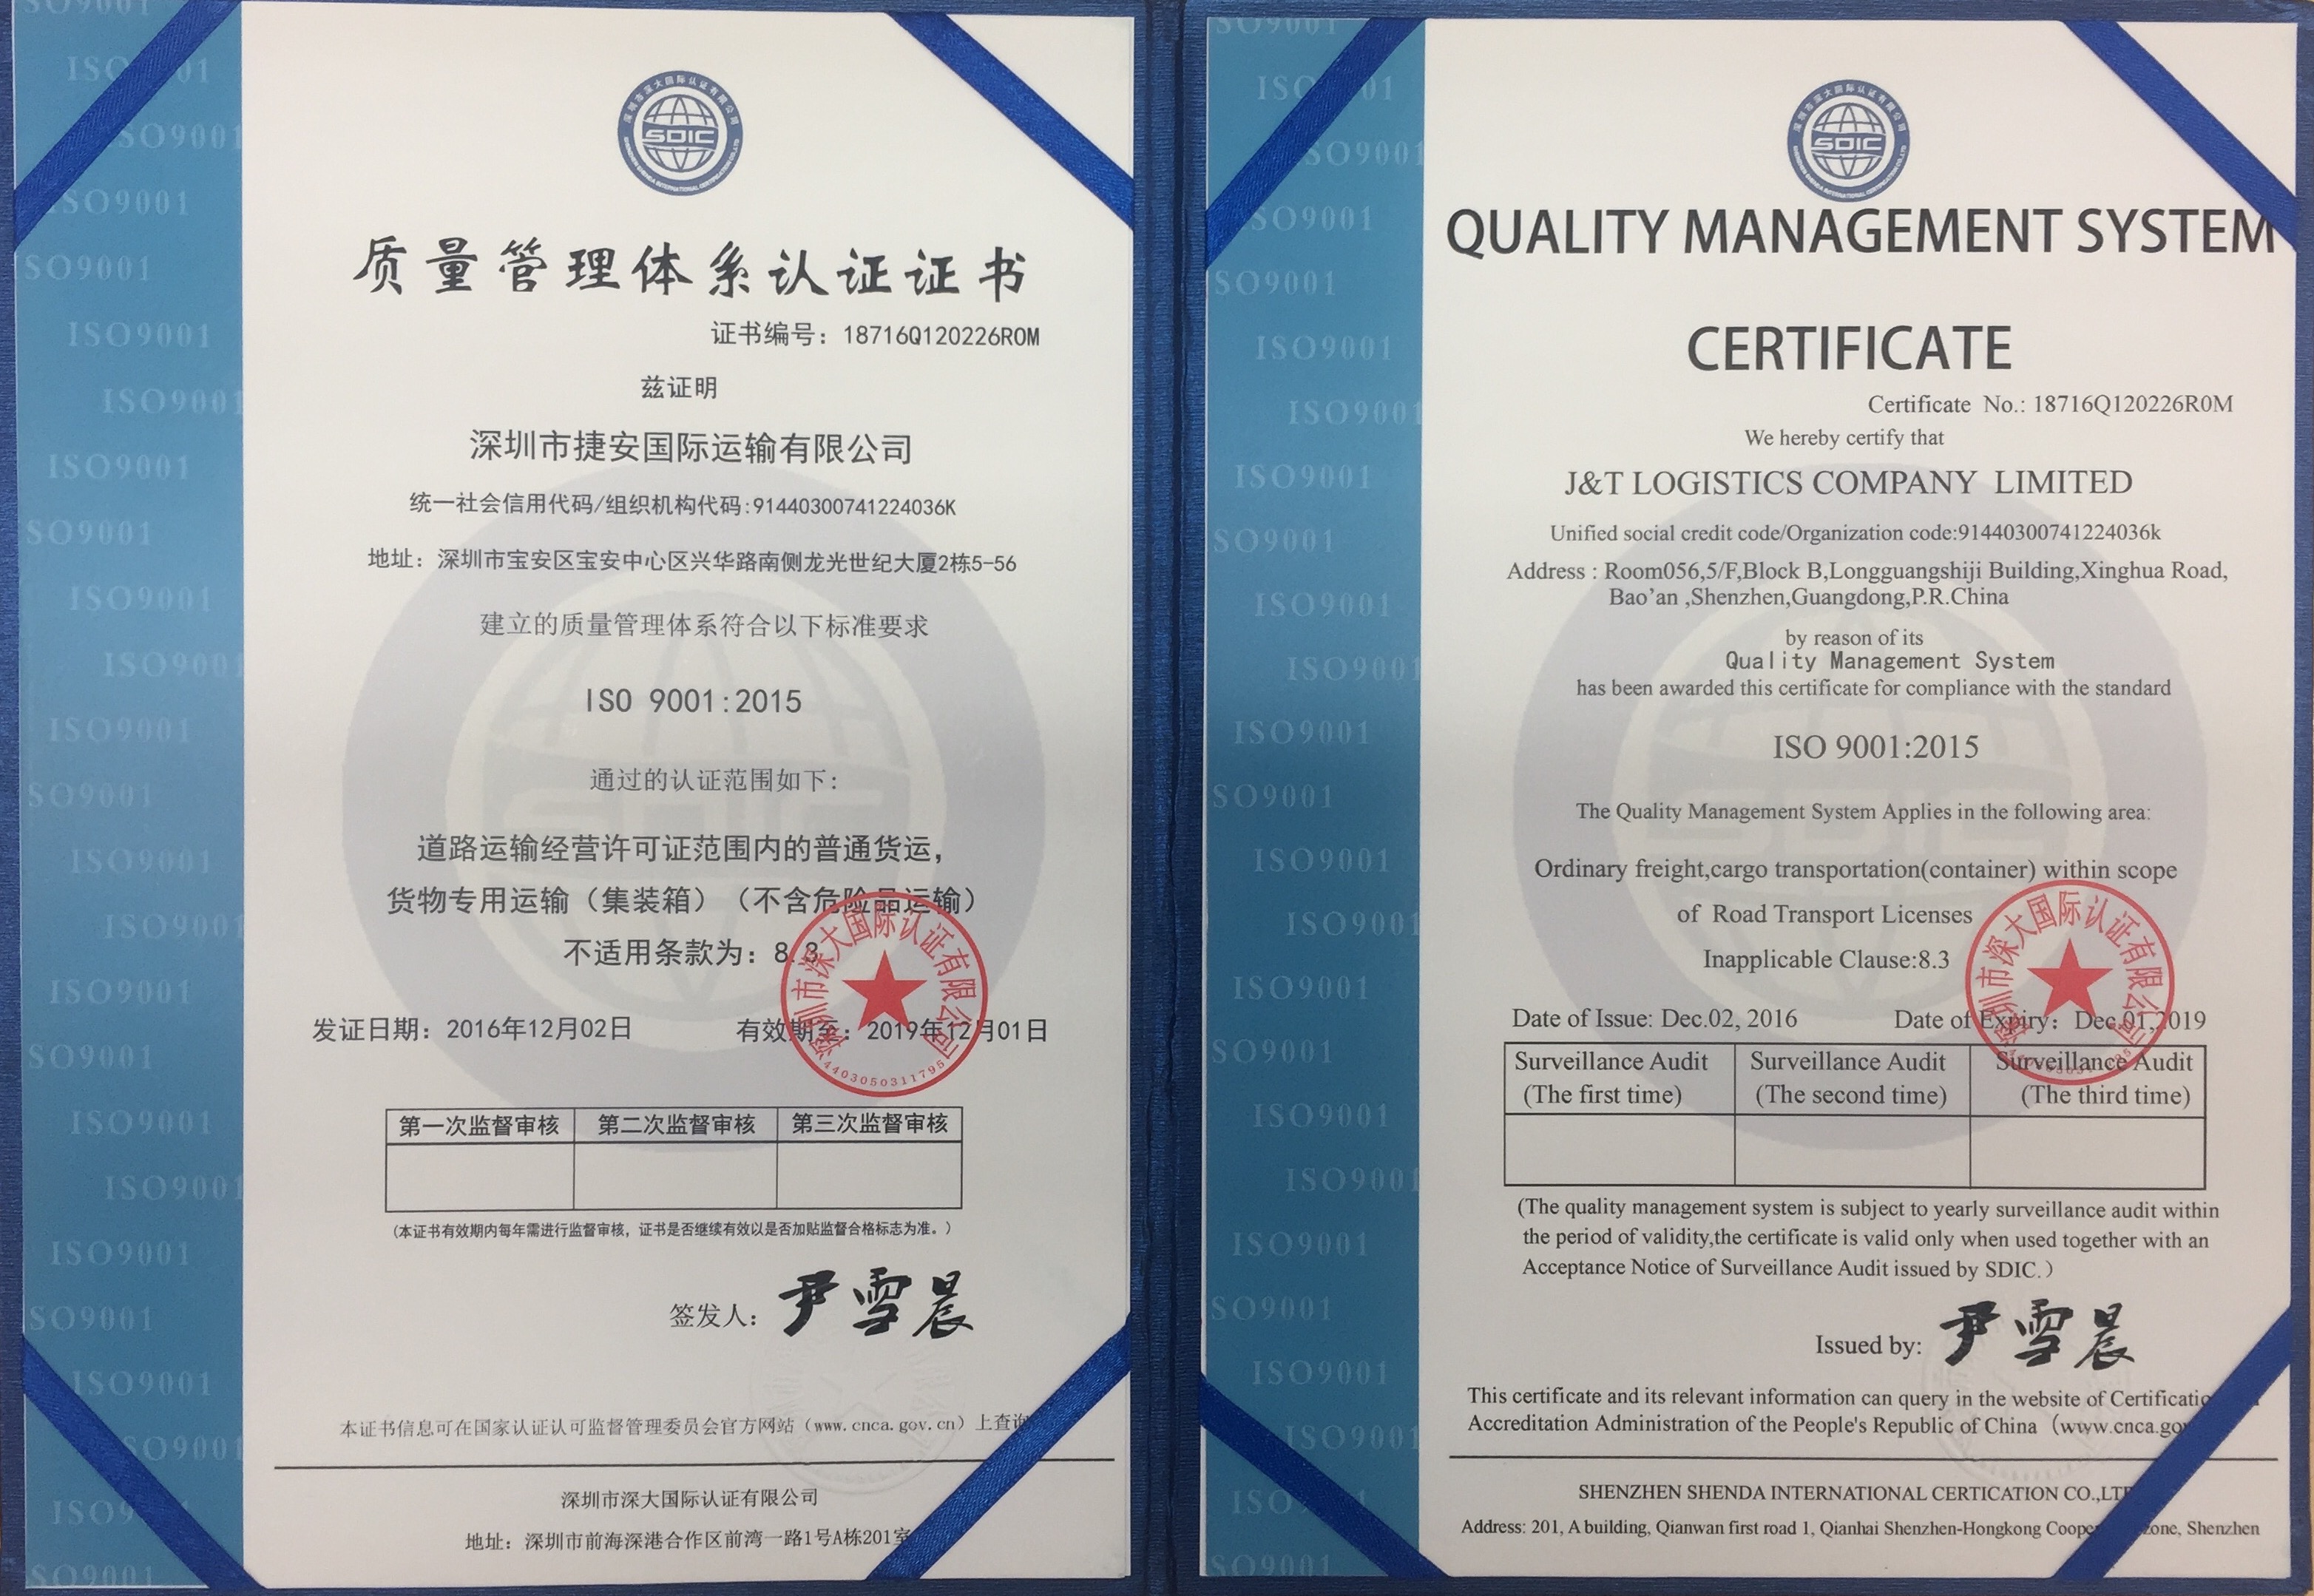 SDIC
质量管理体系认证证书
证书编号：18716Q120226R0M
兹证明
深圳市捷安国际运输有限公司
统一社会信用代码/组织机构代码:91440300741224036K
地址：深圳市宝安区宝安中心区兴华路南侧龙光世纪大厦2栋5-56
建立的质量管理体系符合以下标准要求
ISO 9001:2015
通过的认证范围如下:
道路运输经营许可证范围内的普通货运，
货物专用运输（集装箱）（不含危险品运输）
不适用条款为：8.3
发证日期：2016年12月02日 有效期至：2019年12月01日
深圳市深大国际认证有限公司
4403050311795
第一次监督审核 第二次监督审核 第三次监督审核
(本证书有效期内每年需进行监督审核，证书是否继续有效以是否加贴监督合格标志为准。)
签发人：尹雪晨
本证书信息可在国家认证认可监督管理委员会官方网站（www.cnca.gov.cn）上查询
深圳市深大国际认证有限公司
地址：深圳市前海深港合作区前湾一路1号A栋201室
ISO9001
SDIC
QUALITY MANAGEMENT SYSTEM
CERTIFICATE
Certificate No.: 18716Q120226R0M
We hereby certify that
J&T LOGISTICS COMPANY LIMITED
Unified social credit code/Organization code:91440300741224036k
Address : Room056,5/F,Block B,Longguangshiji Building,Xinghua Road,
Bao’an ,Shenzhen,Guangdong,P.R.China
by reason of its
Quality Management System
has been awarded this certificate for compliance with the standard
ISO 9001:2015
The Quality Management System Applies in the following area:
Ordinary freight,cargo transportation(container) within scope
of Road Transport Licenses
Inapplicable Clause:8.3
Date of Issue: Dec.02, 2016 Date of Expiry：Dec.01,2019
深圳市深大国际认证有限公司
Surveillance Audit (The first time) Surveillance Audit (The second time) Surveillance Audit (The third time)
(The quality management system is subject to yearly surveillance audit within
the period of validity,the certificate is valid only when used together with an
Acceptance Notice of Surveillance Audit issued by SDIC.）
Issued by: 尹雪晨
This certificate and its relevant information can query in the website of Certificatio
Accreditation Administration of the People's Republic of China（www.cnca.go
SHENZHEN SHENDA INTERNATIONAL CERTICATION CO.,LT
Address: 201, A building, Qianwan first road 1, Qianhai Shenzhen-Hongkong Cooper zone, Shenzhen
ISO9001